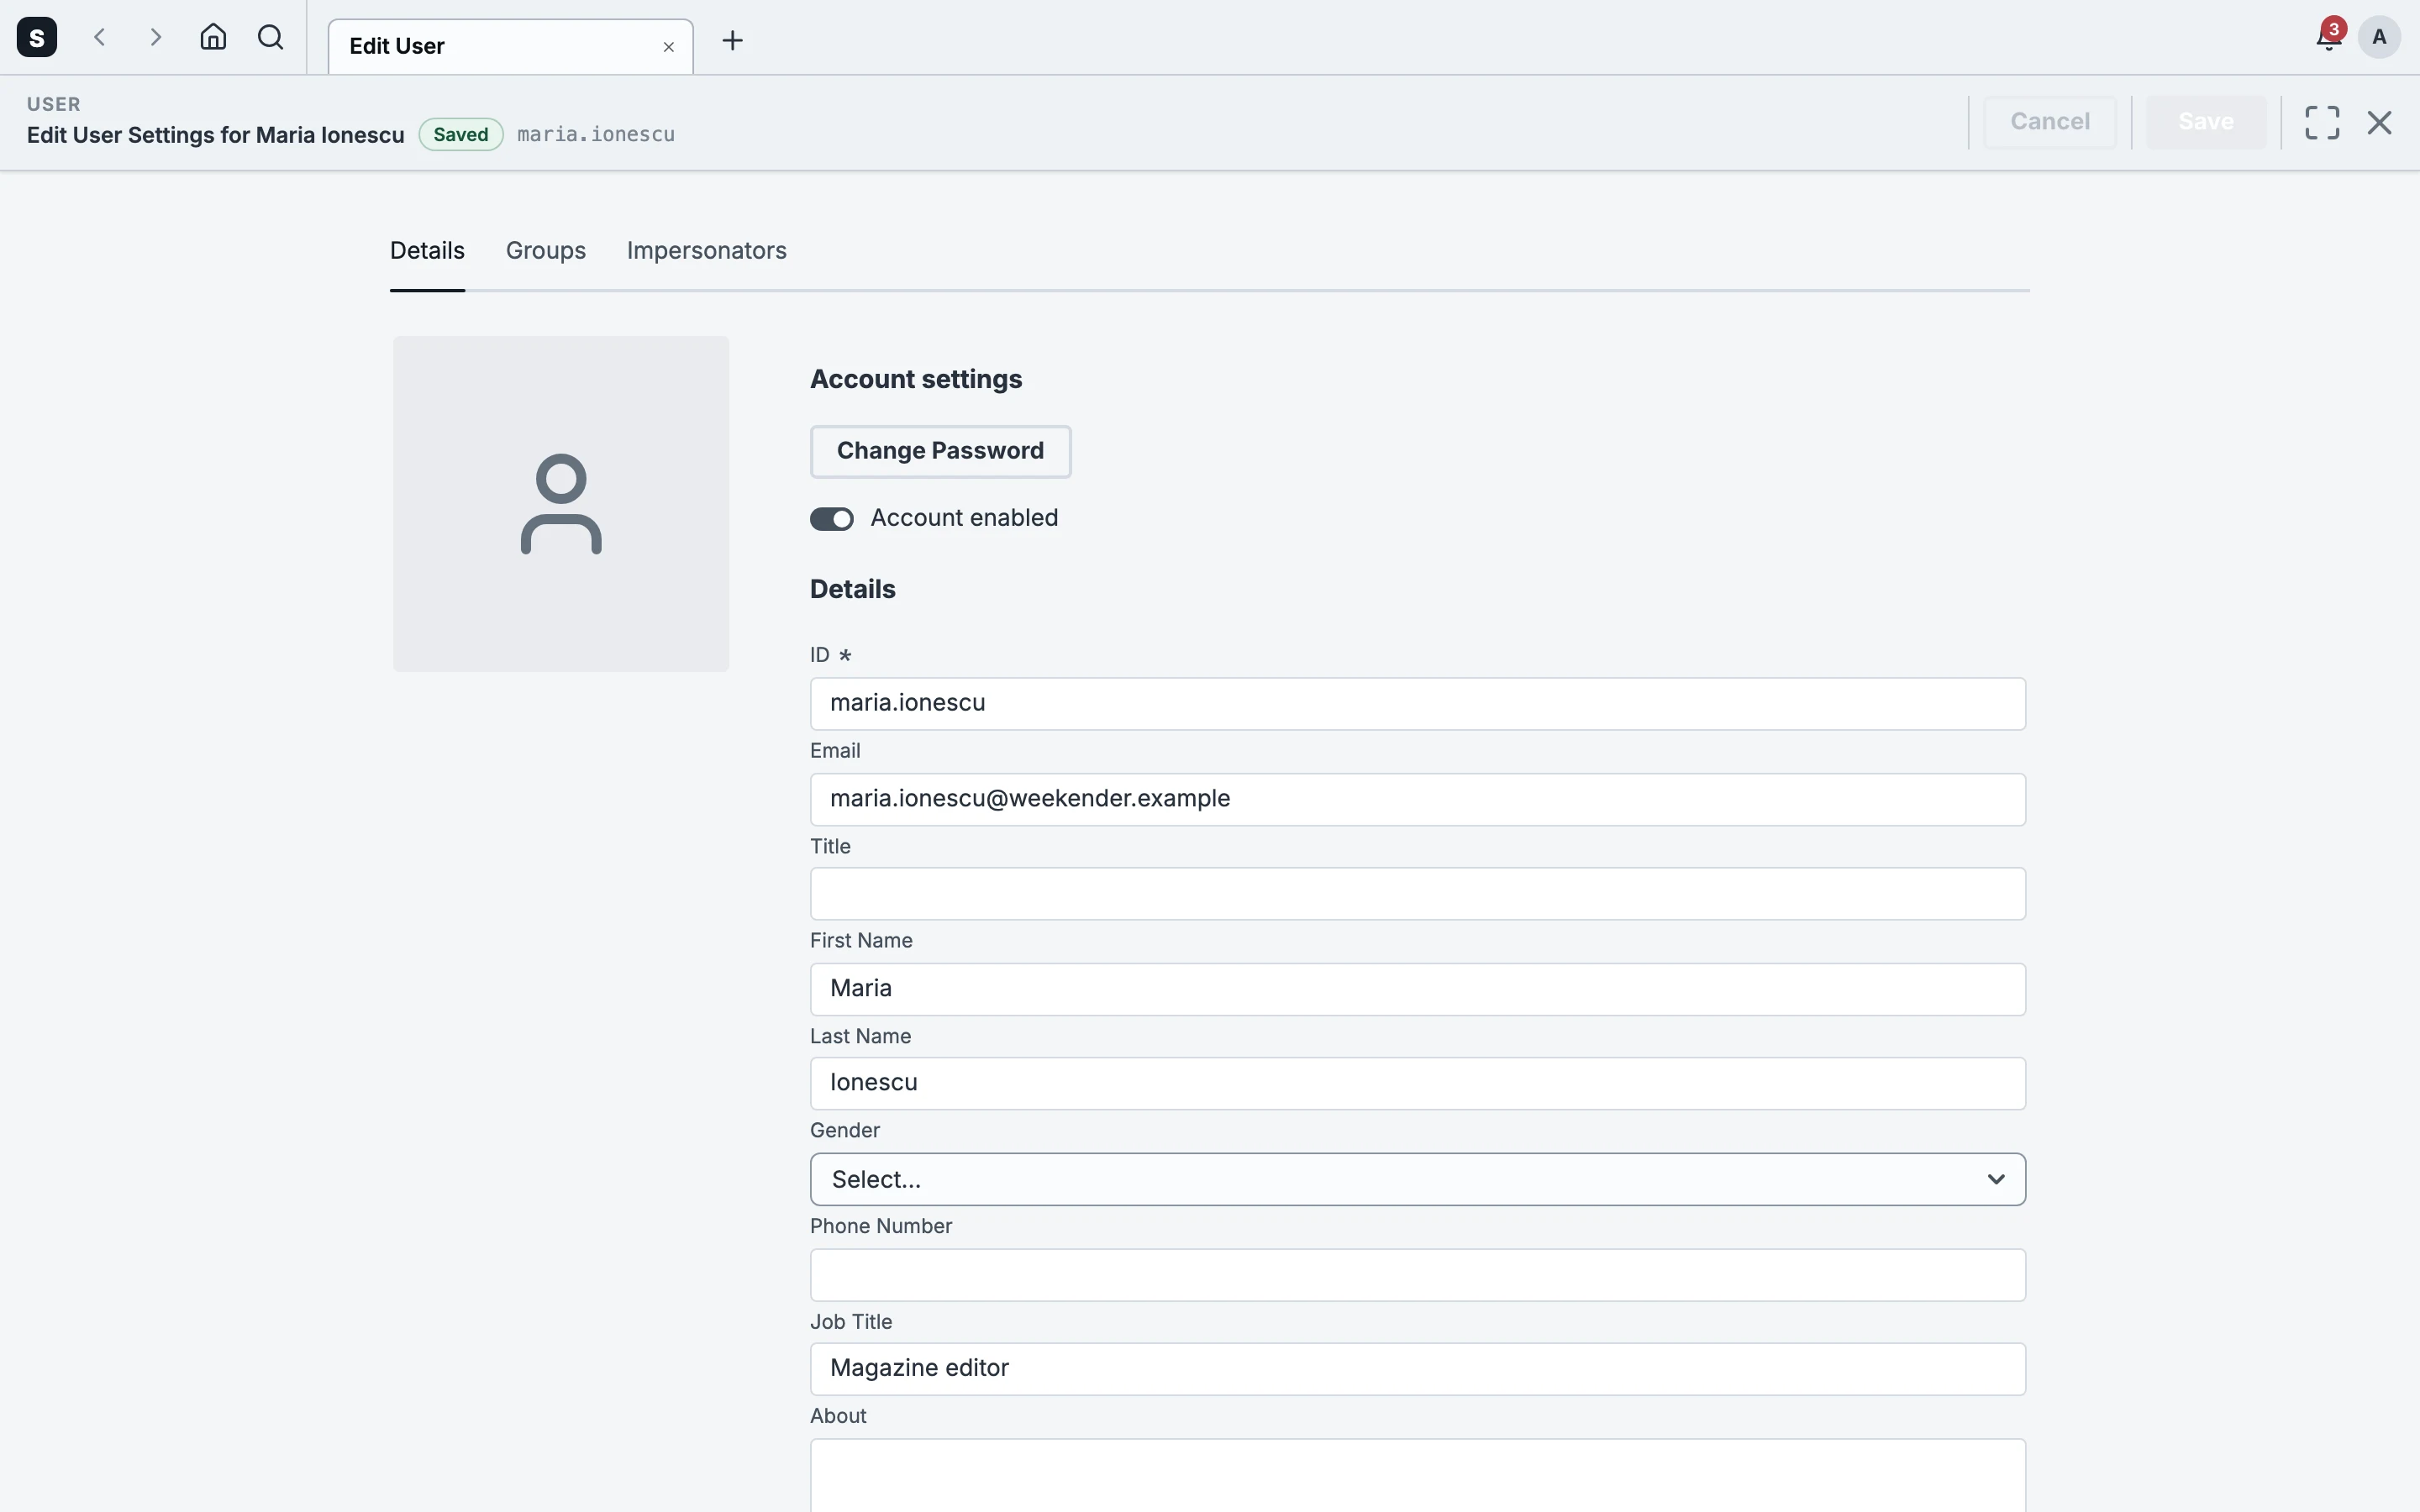 S
Edit User
3
A
USER
Edit User Settings for Maria Ionescu Saved maria.ionescu
Cancel
Save
Details Groups Impersonators
Account settings
Change Password
Account enabled
Details
ID *
maria.ionescu
Email
maria.ionescu@weekender.example
Title
First Name
Maria
Last Name
Ionescu
Gender
Select...
Phone Number
Job Title
Magazine editor
About